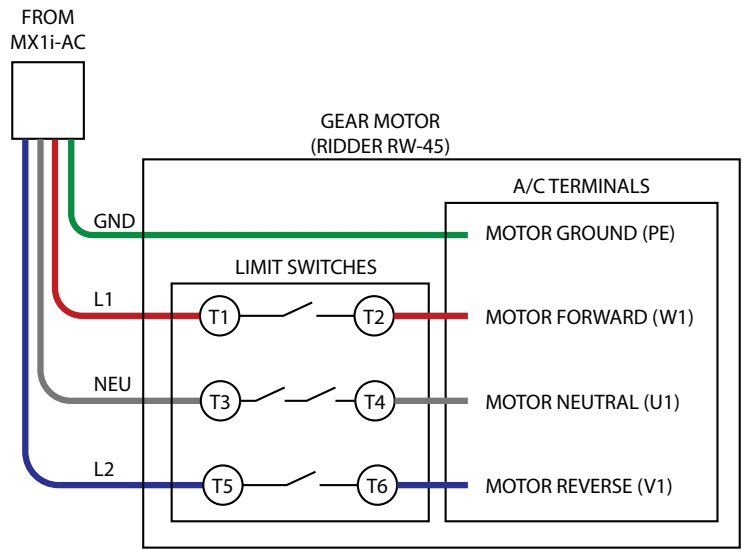 FROM
MX1i-AC
GEAR MOTOR
(RIDDER RW-45)
A/C TERMINALS
GND
MOTOR GROUND (PE)
LIMIT SWITCHES
L1
T1
T2
MOTOR FORWARD (W1)
NEU
T3
T4
MOTOR NEUTRAL (U1)
L2
T5
T6
MOTOR REVERSE (V1)